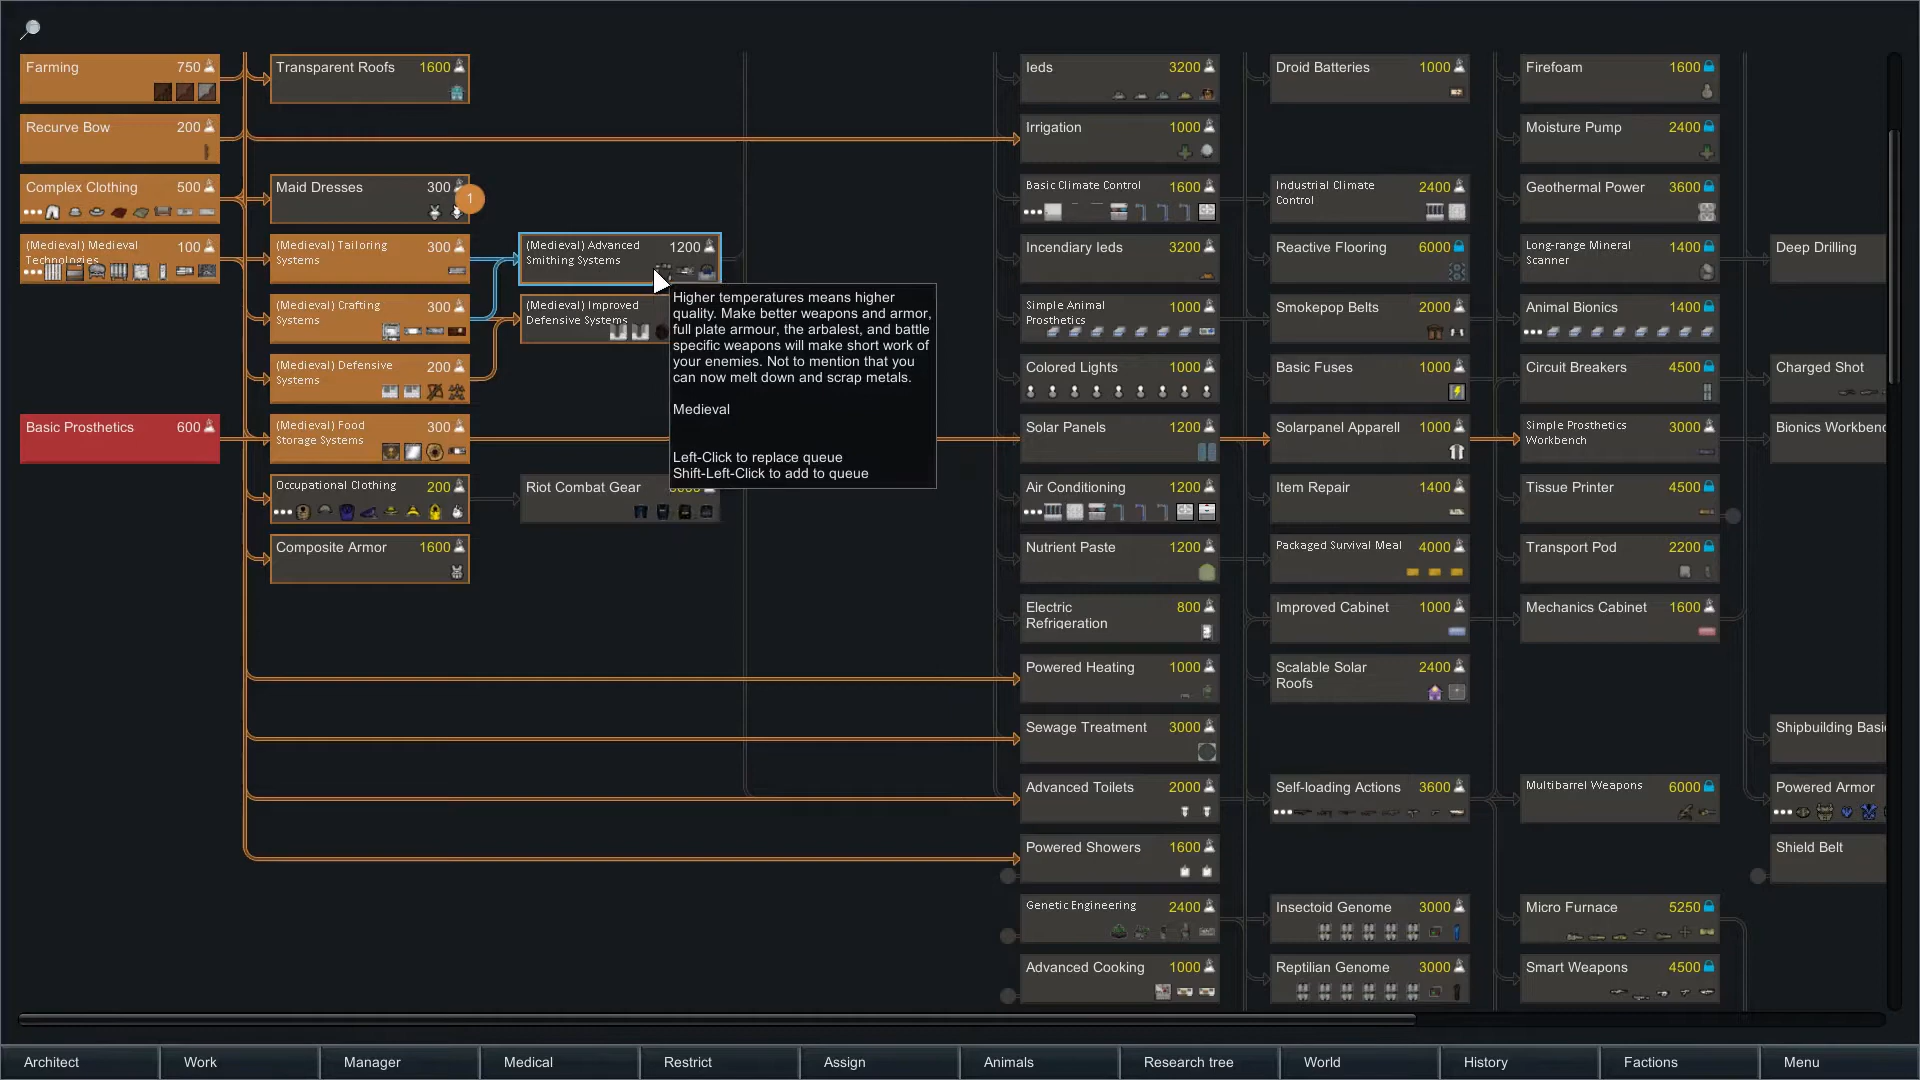 Farming 750
Transparent Roofs 1600
Ieds 3200
Droid Batteries 1000
Firefoam 1600
Recurve Bow 200
Irrigation 1000
Moisture Pump 2400
Complex Clothing 500
Maid Dresses 300
1
Basic Climate Control 1600
Industrial Climate
Control 2400
Geothermal Power 3600
(Medieval) Medieval
Technologies 100
(Medieval) Tailoring
Systems 300
(Medieval) Advanced
Smithing Systems 1200
Incendiary Ieds 3200
Reactive Flooring 6000
Long-range Mineral
Scanner 1400
Deep Drilling
(Medieval) Crafting
Systems 300
(Medieval) Improved
Defensive Systems
Higher temperatures means higher
quality. Make better weapons and armor,
full plate armour, the arbalest, and battle
specific weapons will make short work of
your enemies. Not to mention that you
can now melt down and scrap metals.
Medieval
Left-Click to replace queue
Shift-Left-Click to add to queue
Simple Animal
Prosthetics 1000
Smokepop Belts 2000
Animal Bionics 1400
(Medieval) Defensive
Systems 200
Colored Lights 1000
Basic Fuses 1000
Circuit Breakers 4500
Charged Shot
Basic Prosthetics 600
(Medieval) Food
Storage Systems 300
Solar Panels 1200
Solarpanel Apparell 1000
Simple Prosthetics
Workbench 3000
Bionics Workbenc
Occupational Clothing 200
Riot Combat Gear
Air Conditioning 1200
Item Repair 1400
Tissue Printer 4500
Composite Armor 1600
Nutrient Paste 1200
Packaged Survival Meal 4000
Transport Pod 2200
Electric
Refrigeration 800
Improved Cabinet 1000
Mechanics Cabinet 1600
Powered Heating 1000
Scalable Solar
Roofs 2400
Sewage Treatment 3000
Shipbuilding Basi
Advanced Toilets 2000
Self-loading Actions 3600
Multibarrel Weapons 6000
Powered Armor
Powered Showers 1600
Shield Belt
Genetic Engineering 2400
Insectoid Genome 3000
Micro Furnace 5250
Advanced Cooking 1000
Reptilian Genome 3000
Smart Weapons 4500
Architect
Work
Manager
Medical
Restrict
Assign
Animals
Research tree
World
History
Factions
Menu